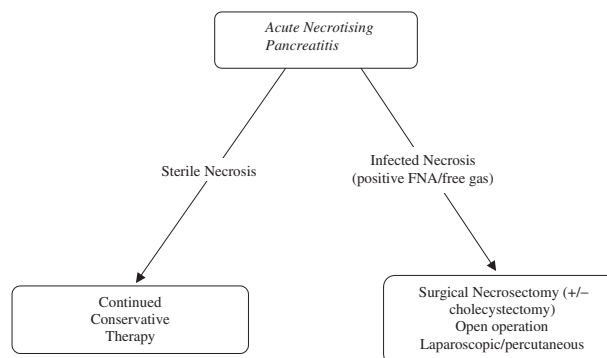 Acute Necrotising
Pancreatitis
Sterile Necrosis
Infected Necrosis
(positive FNA/free gas)
Continued
Conservative
Therapy
Surgical Necrosectomy (+/–
cholecystectomy)
Open operation
Laparoscopic/percutaneous